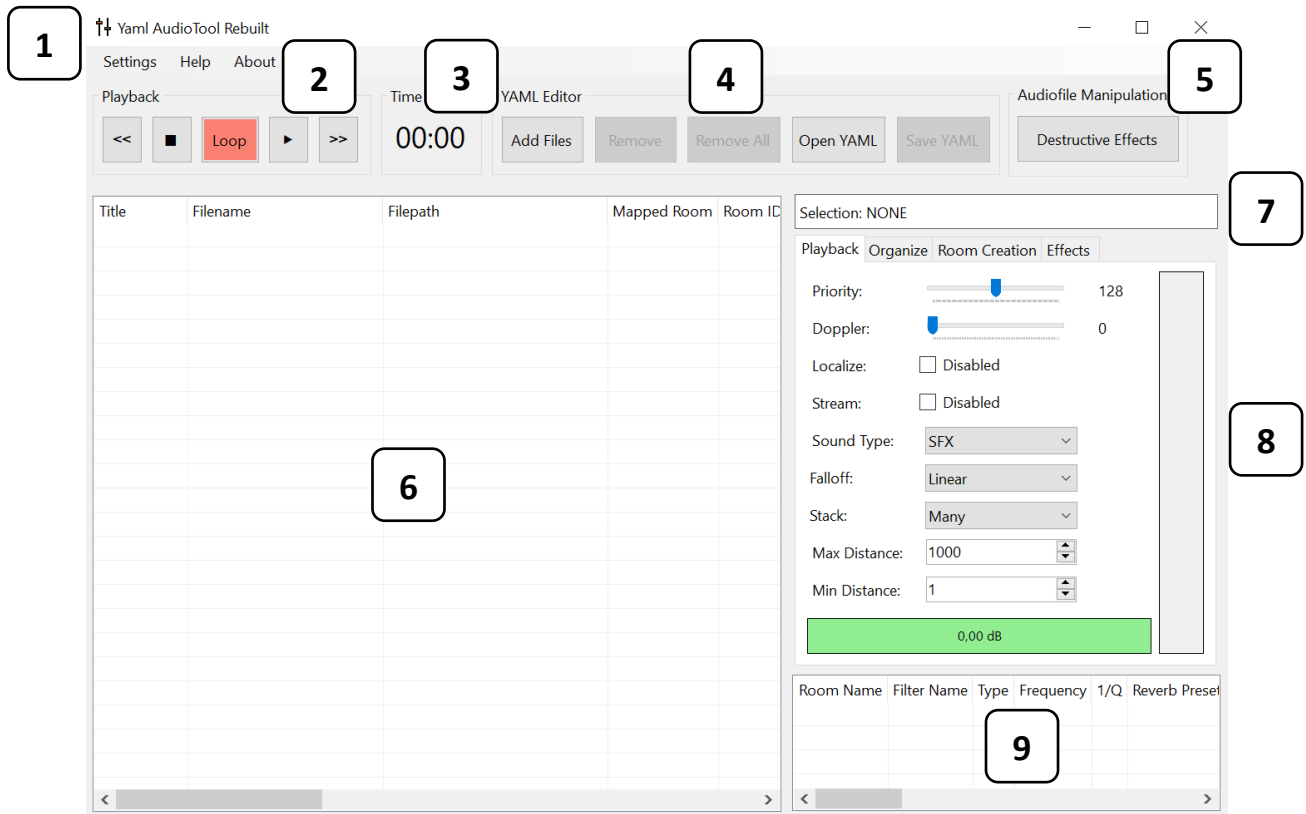 1
Yaml AudioTool Rebuilt
Settings Help About
2
3
4
5
Playback
Time
YAML Editor
Audiofile Manipulation
<< ■ Loop ▶ >>
00:00
Add Files Remove Remove All Open YAML Save YAML
Destructive Effects
Title Filename Filepath Mapped Room Room ID
6
Selection: NONE
7
Playback Organize Room Creation Effects
Priority: 128
Doppler: 0
Localize: Disabled
Stream: Disabled
Sound Type: SFX
Falloff: Linear
Stack: Many
Max Distance: 1000
Min Distance: 1
0,00 dB
8
Room Name Filter Name Type Frequency 1/Q Reverb Preset
9